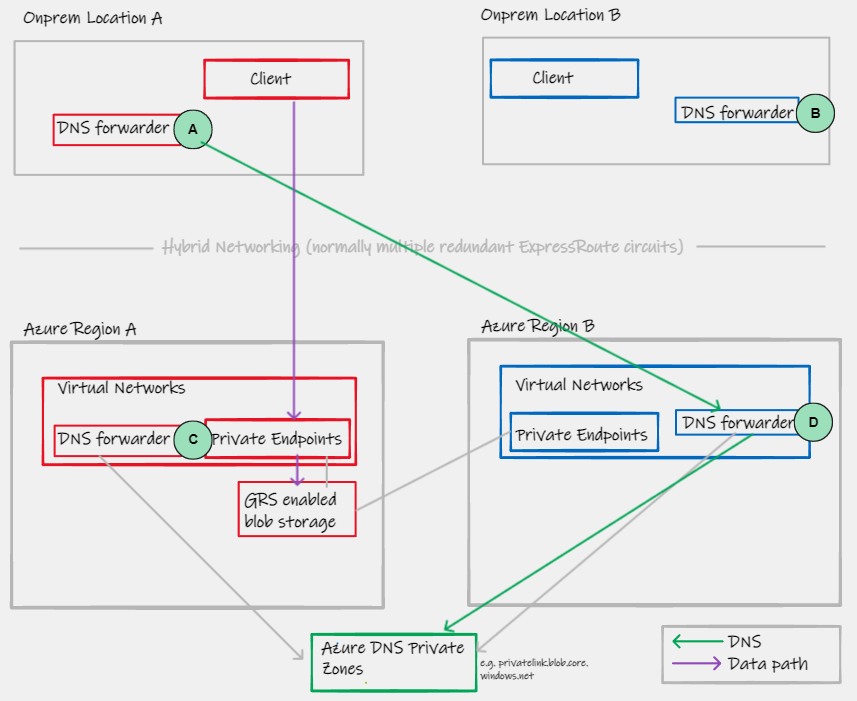 Onprem Location A
Onprem Location B
Client
Client
DNS forwarder
A
DNS forwarder
B
Hybrid Networking (normally multiple redundant ExpressRoute circuits)
Azure Region A
Azure Region B
Virtual Networks
Virtual Networks
DNS forwarder
C
Private Endpoints
Private Endpoints
DNS forwarder
D
GRS enabled
blob storage
Azure DNS Private
Zones
e.g. privatelink.blob.core.
windows.net
DNS
Data path